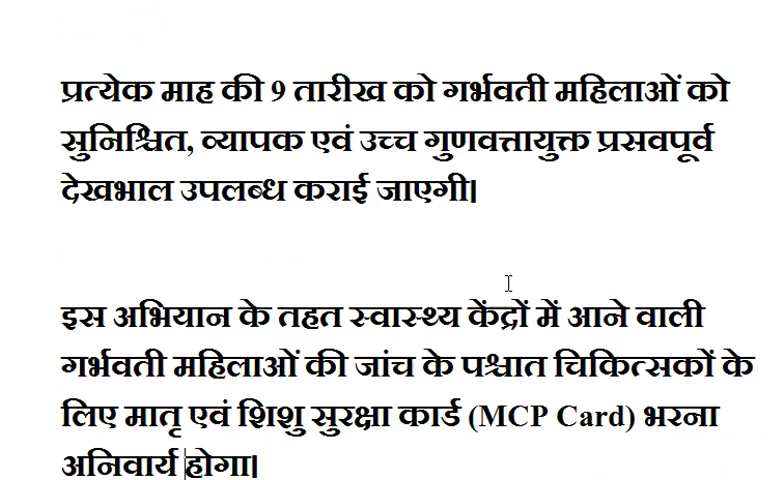 प्रत्येक माह की 9 तारीख को गर्भवती महिलाओं को
सुनिश्चित, व्यापक एवं उच्च गुणवत्तायुक्त प्रसवपूर्व
देखभाल उपलब्ध कराई जाएगी।
इस अभियान के तहत स्वास्थ्य केंद्रों में आने वाली
गर्भवती महिलाओं की जांच के पश्चात चिकित्सकों के
लिए मातृ एवं शिशु सुरक्षा कार्ड (MCP Card) भरना
अनिवार्य होगा।